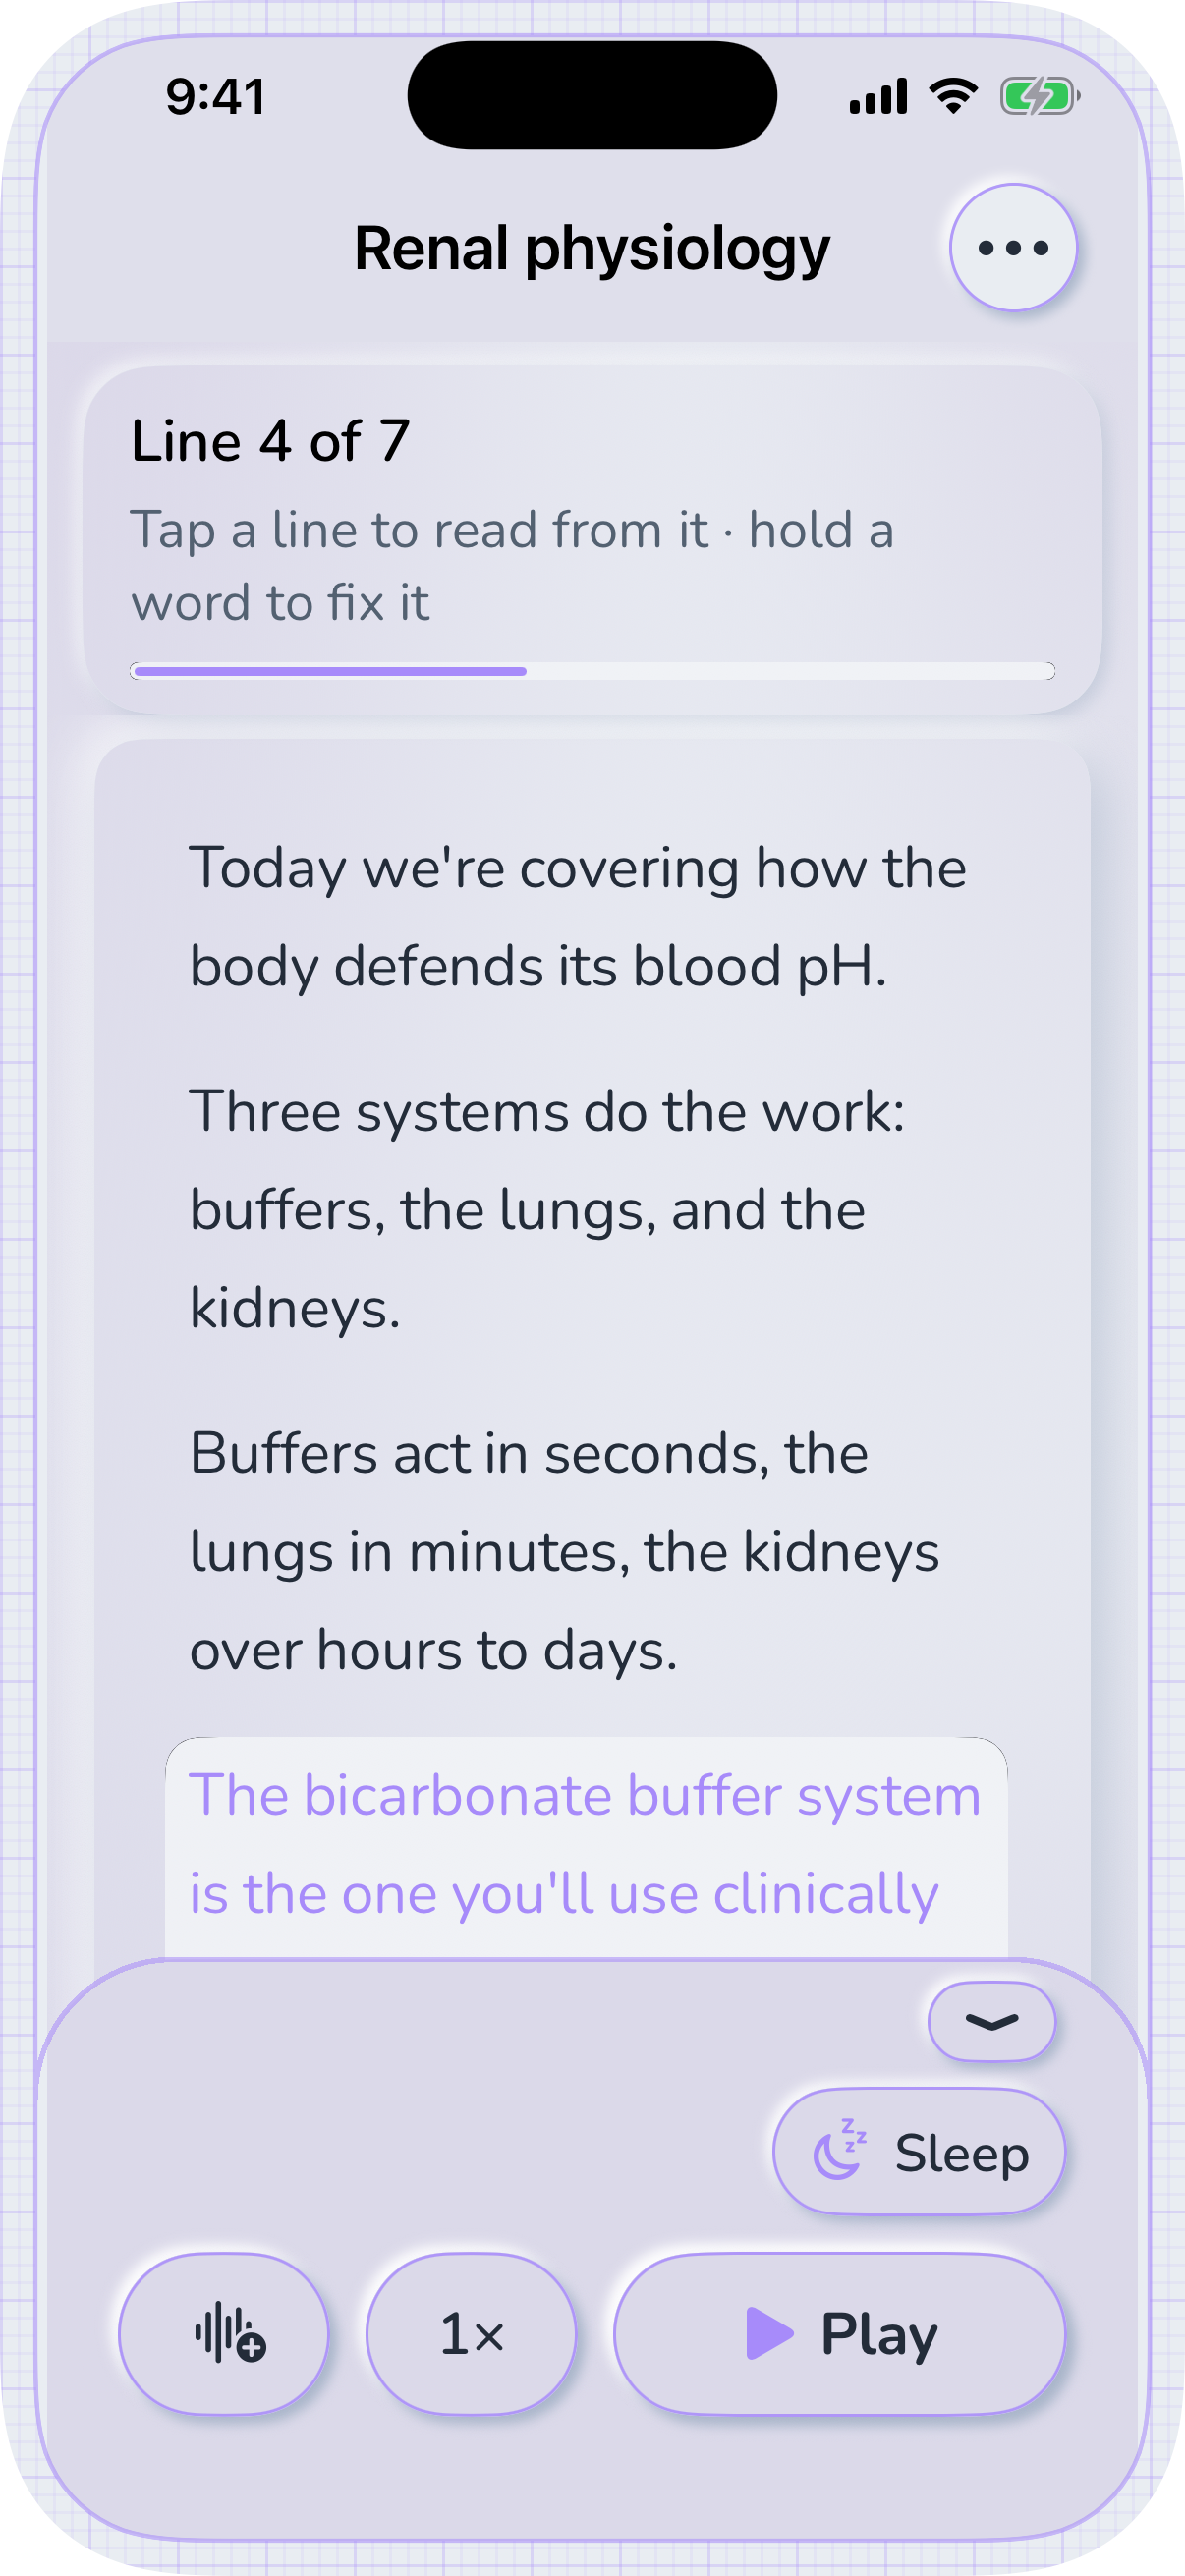 9:41
Renal physiology
Line 4 of 7
Tap a line to read from it · hold a
word to fix it
Today we're covering how the
body defends its blood pH.
Three systems do the work:
buffers, the lungs, and the
kidneys.
Buffers act in seconds, the
lungs in minutes, the kidneys
over hours to days.
The bicarbonate buffer system
is the one you'll use clinically
Sleep
1×
Play